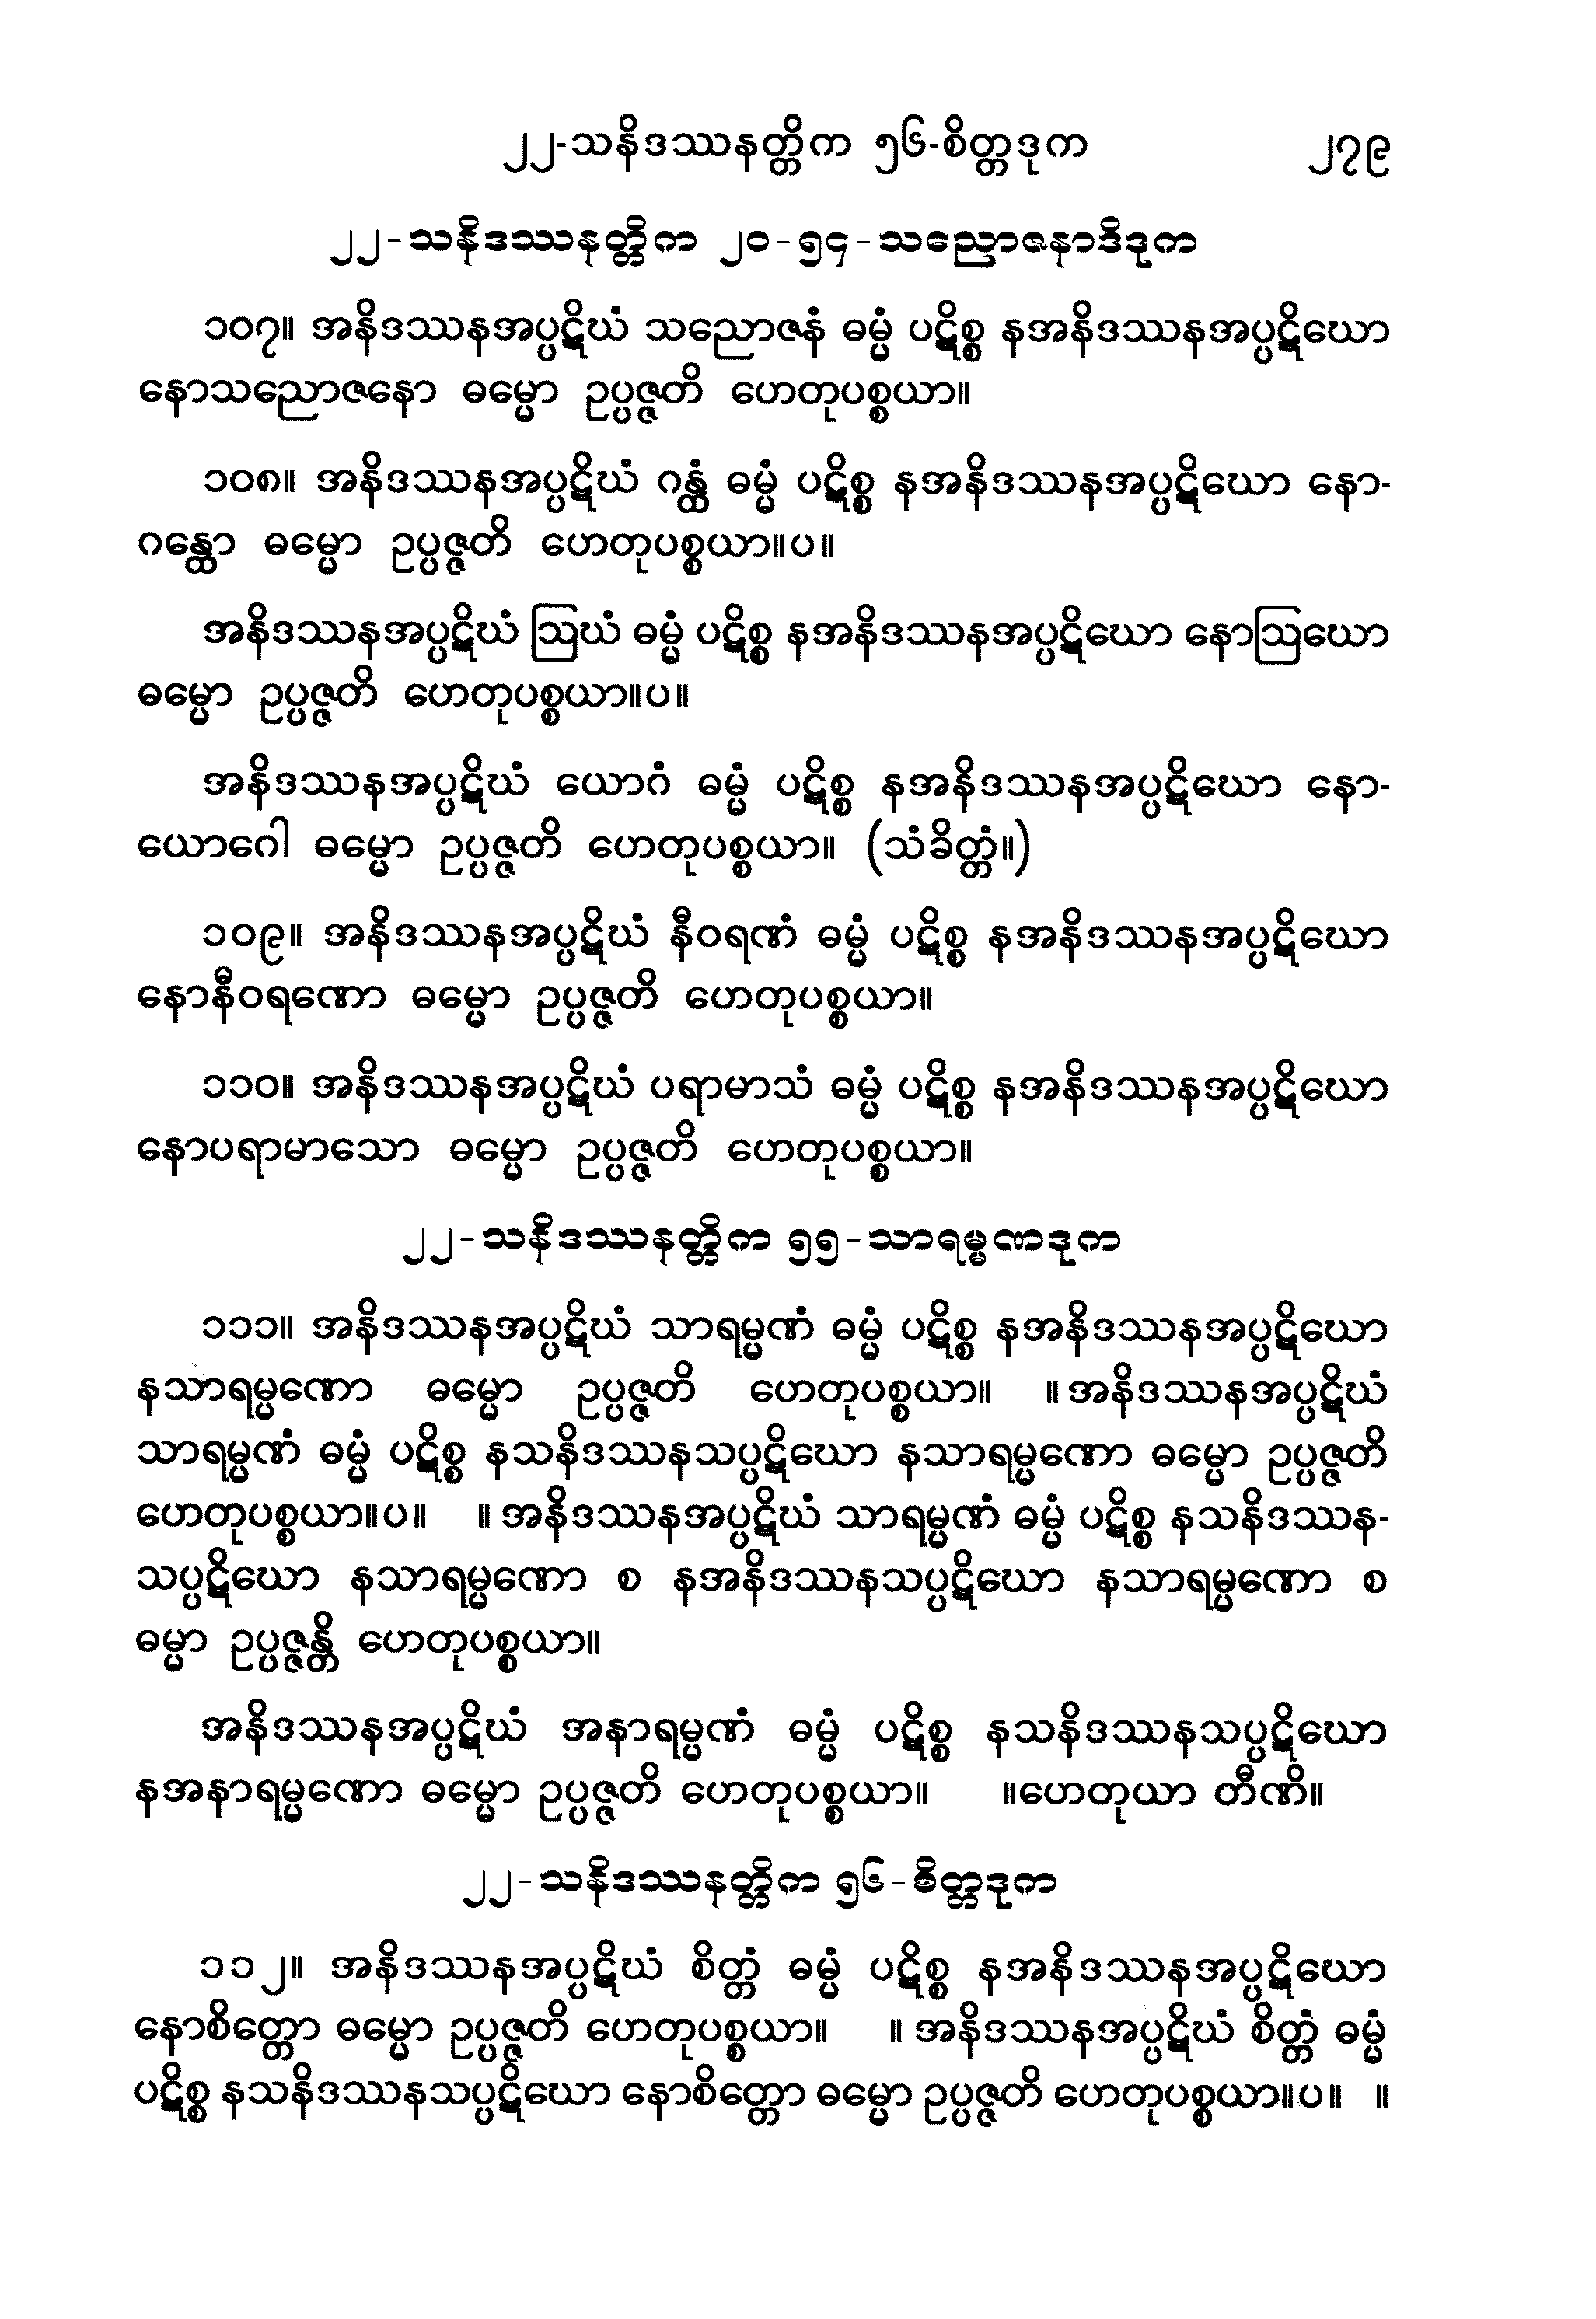 ၂၂-သနိဒဿနတ္တိက ၅၆-စိတ္တဒုက ၂၇၉
၂၂-သနိဒဿနတ္တိက ၂၀-၅၄-သညောဇနာဒိဒုက
၁၀၇။ အနိဒဿနအပ္ပဋိဃံ သညောဇနံ ဓမ္မံ ပဋိစ္စ နအနိဒဿနအပ္ပဋိဃော
နောသညောဇနော ဓမ္မော ဥပ္ပဇ္ဇတိ ဟေတုပစ္စယာ။
၁၀၈။ အနိဒဿနအပ္ပဋိဃံ ဂန္ထံ ဓမ္မံ ပဋိစ္စ နအနိဒဿနအပ္ပဋိဃော နော-
ဂန္ထော ဓမ္မော ဥပ္ပဇ္ဇတိ ဟေတုပစ္စယာ။ပ။
အနိဒဿနအပ္ပဋိဃံ ဩဃံ ဓမ္မံ ပဋိစ္စ နအနိဒဿနအပ္ပဋိဃော နောဩဃော
ဓမ္မော ဥပ္ပဇ္ဇတိ ဟေတုပစ္စယာ။ပ။
အနိဒဿနအပ္ပဋိဃံ ယောဂံ ဓမ္မံ ပဋိစ္စ နအနိဒဿနအပ္ပဋိဃော နော-
ယောဂေါ ဓမ္မော ဥပ္ပဇ္ဇတိ ဟေတုပစ္စယာ။ (သံခိတ္တံ။)
၁၀၉။ အနိဒဿနအပ္ပဋိဃံ နီဝရဏံ ဓမ္မံ ပဋိစ္စ နအနိဒဿနအပ္ပဋိဃော
နောနီဝရဏော ဓမ္မော ဥပ္ပဇ္ဇတိ ဟေတုပစ္စယာ။
၁၁၀။ အနိဒဿနအပ္ပဋိဃံ ပရာမာသံ ဓမ္မံ ပဋိစ္စ နအနိဒဿနအပ္ပဋိဃော
နောပရာမာသော ဓမ္မော ဥပ္ပဇ္ဇတိ ဟေတုပစ္စယာ။
၂၂-သနိဒဿနတ္တိက ၅၅-သာရမ္မဏဒုက
၁၁၁။ အနိဒဿနအပ္ပဋိဃံ သာရမ္မဏံ ဓမ္မံ ပဋိစ္စ နအနိဒဿနအပ္ပဋိဃော
နသာရမ္မဏော ဓမ္မော ဥပ္ပဇ္ဇတိ ဟေတုပစ္စယာ။ ။အနိဒဿနအပ္ပဋိဃံ
သာရမ္မဏံ ဓမ္မံ ပဋိစ္စ နသနိဒဿနသပ္ပဋိဃော နသာရမ္မဏော ဓမ္မော ဥပ္ပဇ္ဇတိ
ဟေတုပစ္စယာ။ပ။ ။အနိဒဿနအပ္ပဋိဃံ သာရမ္မဏံ ဓမ္မံ ပဋိစ္စ နသနိဒဿန-
သပ္ပဋိဃော နသာရမ္မဏော စ နအနိဒဿနသပ္ပဋိဃော နသာရမ္မဏော စ
ဓမ္မာ ဥပ္ပဇ္ဇန္တိ ဟေတုပစ္စယာ။
အနိဒဿနအပ္ပဋိဃံ အနာရမ္မဏံ ဓမ္မံ ပဋိစ္စ နသနိဒဿနသပ္ပဋိဃော
နအနာရမ္မဏော ဓမ္မော ဥပ္ပဇ္ဇတိ ဟေတုပစ္စယာ။ ။ဟေတုယာ တီဏိ။
၂၂-သနိဒဿနတ္တိက ၅၆-စိတ္တဒုက
၁၁၂။ အနိဒဿနအပ္ပဋိဃံ စိတ္တံ ဓမ္မံ ပဋိစ္စ နအနိဒဿနအပ္ပဋိဃော
နောစိတ္တော ဓမ္မော ဥပ္ပဇ္ဇတိ ဟေတုပစ္စယာ။ ။အနိဒဿနအပ္ပဋိဃံ စိတ္တံ ဓမ္မံ
ပဋိစ္စ နသနိဒဿနသပ္ပဋိဃော နောစိတ္တော ဓမ္မော ဥပ္ပဇ္ဇတိ ဟေတုပစ္စယာ။ပ။ ။